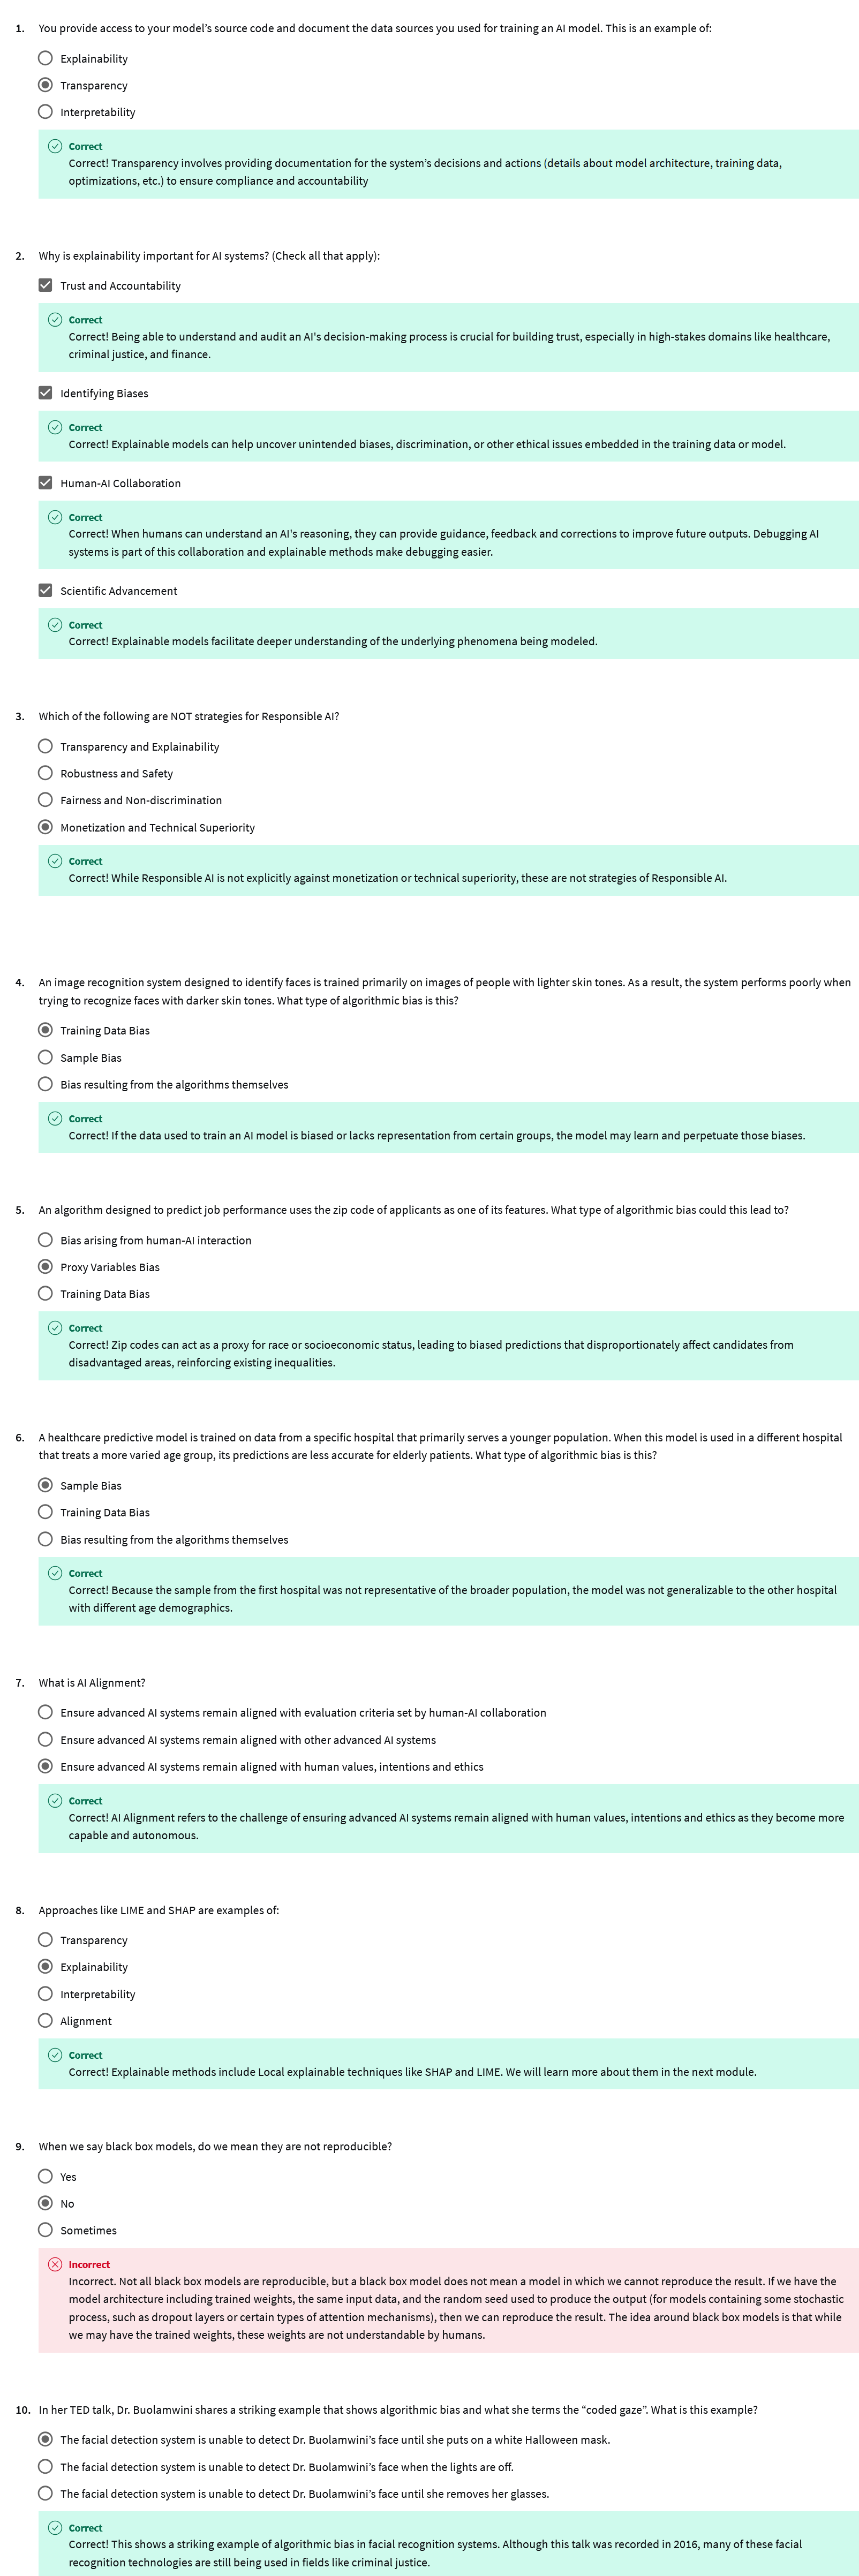 1. You provide access to your model’s source code and document the data sources you used for training an AI model. This is an example of:
Explainability
Transparency
Interpretability
Correct
Correct! Transparency involves providing documentation for the system’s decisions and actions (details about model architecture, training data,
optimizations, etc.) to ensure compliance and accountability
2. Why is explainability important for AI systems? (Check all that apply):
Trust and Accountability
Correct
Correct! Being able to understand and audit an AI's decision-making process is crucial for building trust, especially in high-stakes domains like healthcare,
criminal justice, and finance.
Identifying Biases
Correct
Correct! Explainable models can help uncover unintended biases, discrimination, or other ethical issues embedded in the training data or model.
Human-AI Collaboration
Correct
Correct! When humans can understand an AI's reasoning, they can provide guidance, feedback and corrections to improve future outputs. Debugging AI
systems is part of this collaboration and explainable methods make debugging easier.
Scientific Advancement
Correct
Correct! Explainable models facilitate deeper understanding of the underlying phenomena being modeled.
3. Which of the following are NOT strategies for Responsible AI?
Transparency and Explainability
Robustness and Safety
Fairness and Non-discrimination
Monetization and Technical Superiority
Correct
Correct! While Responsible AI is not explicitly against monetization or technical superiority, these are not strategies of Responsible AI.
4. An image recognition system designed to identify faces is trained primarily on images of people with lighter skin tones. As a result, the system performs poorly when
trying to recognize faces with darker skin tones. What type of algorithmic bias is this?
Training Data Bias
Sample Bias
Bias resulting from the algorithms themselves
Correct
Correct! If the data used to train an AI model is biased or lacks representation from certain groups, the model may learn and perpetuate those biases.
5. An algorithm designed to predict job performance uses the zip code of applicants as one of its features. What type of algorithmic bias could this lead to?
Bias arising from human-AI interaction
Proxy Variables Bias
Training Data Bias
Correct
Correct! Zip codes can act as a proxy for race or socioeconomic status, leading to biased predictions that disproportionately affect candidates from
disadvantaged areas, reinforcing existing inequalities.
6. A healthcare predictive model is trained on data from a specific hospital that primarily serves a younger population. When this model is used in a different hospital
that treats a more varied age group, its predictions are less accurate for elderly patients. What type of algorithmic bias is this?
Sample Bias
Training Data Bias
Bias resulting from the algorithms themselves
Correct
Correct! Because the sample from the first hospital was not representative of the broader population, the model was not generalizable to the other hospital
with different age demographics.
7. What is AI Alignment?
Ensure advanced AI systems remain aligned with evaluation criteria set by human-AI collaboration
Ensure advanced AI systems remain aligned with other advanced AI systems
Ensure advanced AI systems remain aligned with human values, intentions and ethics
Correct
Correct! AI Alignment refers to the challenge of ensuring advanced AI systems remain aligned with human values, intentions and ethics as they become more
capable and autonomous.
8. Approaches like LIME and SHAP are examples of:
Transparency
Explainability
Interpretability
Alignment
Correct
Correct! Explainable methods include Local explainable techniques like SHAP and LIME. We will learn more about them in the next module.
9. When we say black box models, do we mean they are not reproducible?
Yes
No
Sometimes
Incorrect
Incorrect. Not all black box models are reproducible, but a black box model does not mean a model in which we cannot reproduce the result. If we have the
model architecture including trained weights, the same input data, and the random seed used to produce the output (for models containing some stochastic
process, such as dropout layers or certain types of attention mechanisms), then we can reproduce the result. The idea around black box models is that while
we may have the trained weights, these weights are not understandable by humans.
10. In her TED talk, Dr. Buolamwini shares a striking example that shows algorithmic bias and what she terms the “coded gaze”. What is this example?
The facial detection system is unable to detect Dr. Buolamwini’s face until she puts on a white Halloween mask.
The facial detection system is unable to detect Dr. Buolamwini’s face when the lights are off.
The facial detection system is unable to detect Dr. Buolamwini’s face until she removes her glasses.
Correct
Correct! This shows a striking example of algorithmic bias in facial recognition systems. Although this talk was recorded in 2016, many of these facial
recognition technologies are still being used in fields like criminal justice.